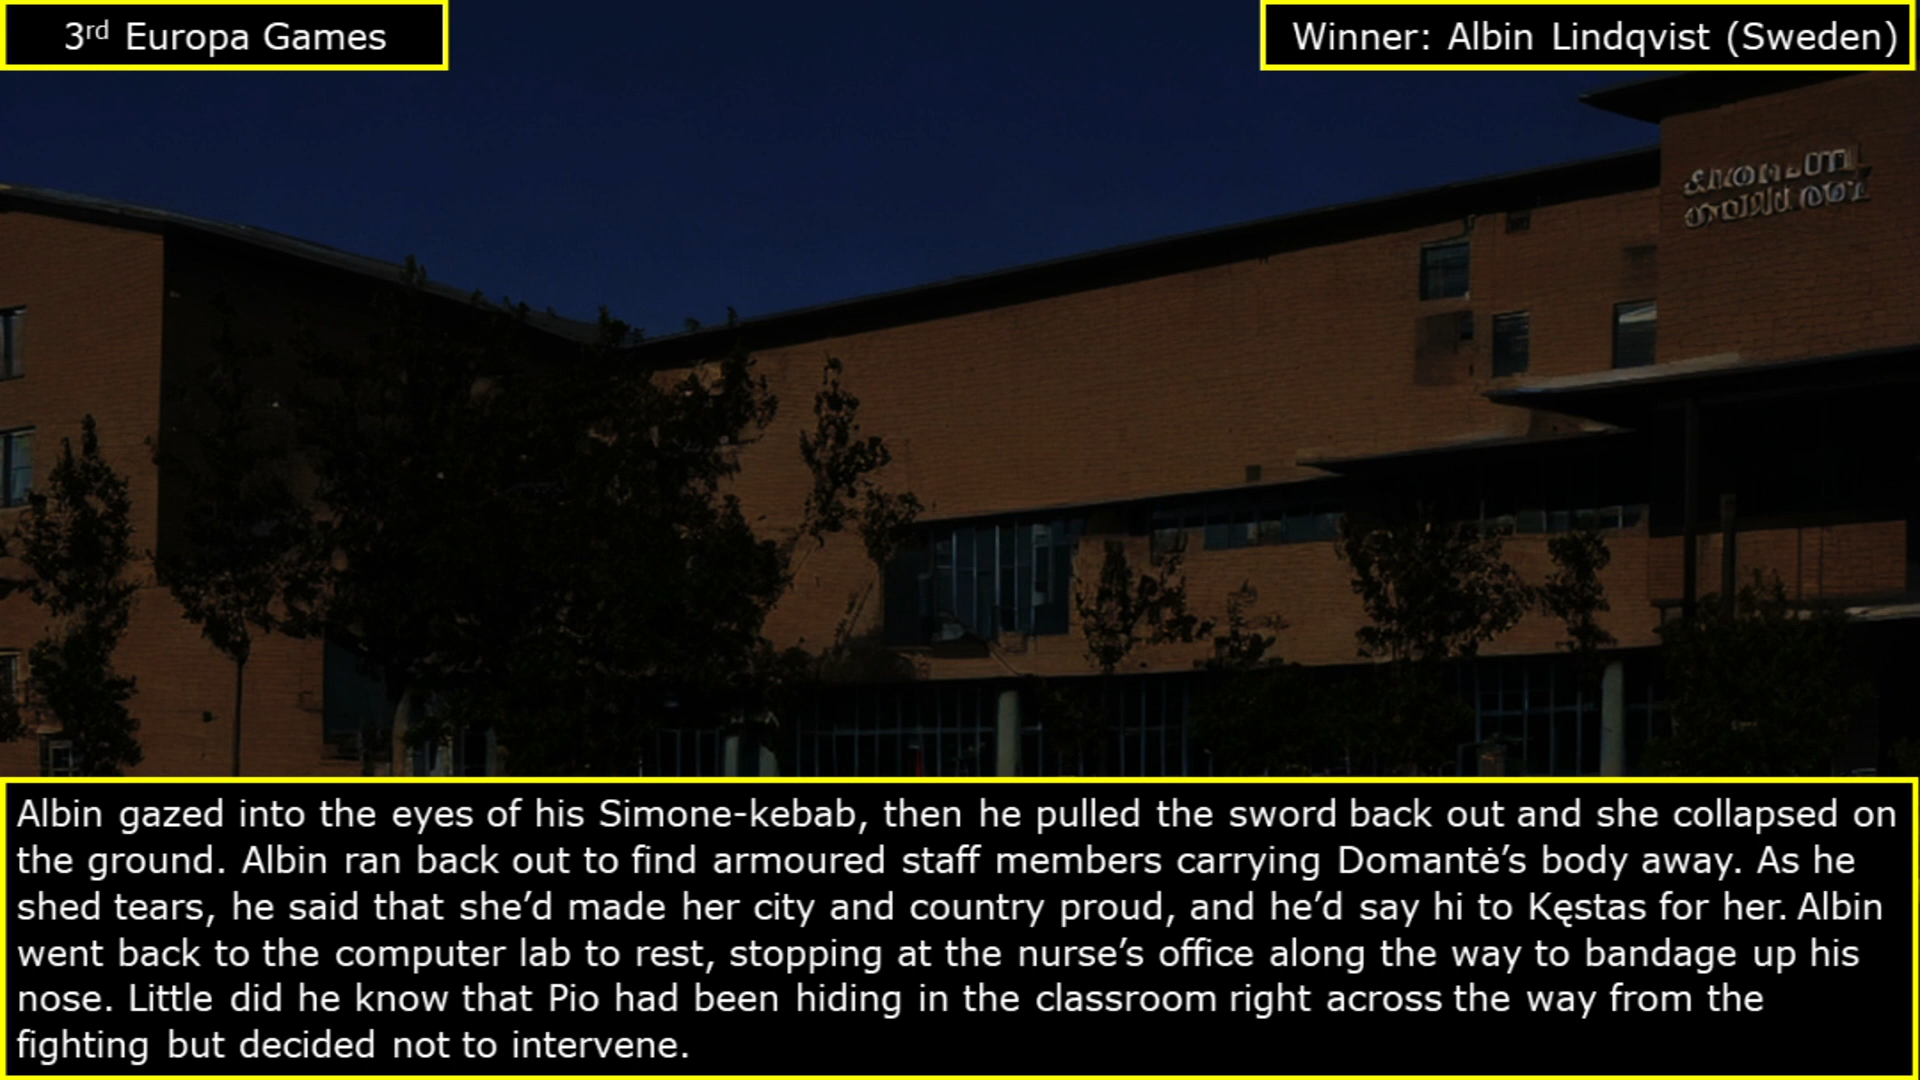 3rd Europa Games
Winner: Albin Lindqvist (Sweden)
Albin gazed into the eyes of his Simone-kebab, then he pulled the sword back out and she collapsed on
the ground. Albin ran back out to find armoured staff members carrying Domantė’s body away. As he
shed tears, he said that she’d made her city and country proud, and he’d say hi to Kęstas for her. Albin
went back to the computer lab to rest, stopping at the nurse’s office along the way to bandage up his
nose. Little did he know that Pio had been hiding in the classroom right across the way from the
fighting but decided not to intervene.